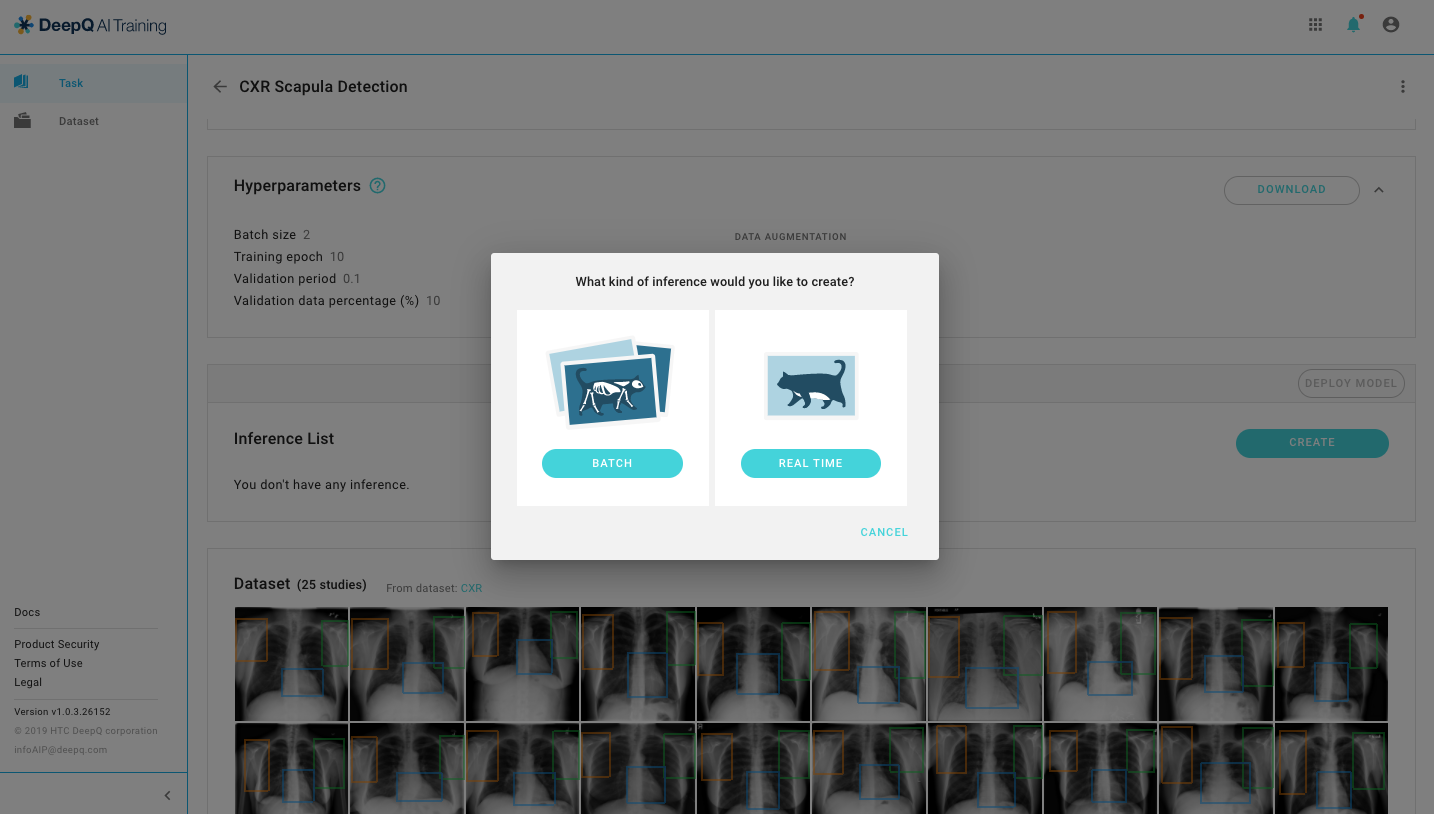 DeepQ AI Training
Task
Dataset
CXR Scapula Detection
Hyperparameters
DOWNLOAD
Batch size 2
Training epoch 10
Validation period 0.1
Validation data percentage (%) 10
DATA AUGMENTATION
What kind of inference would you like to create?
BATCH
REAL TIME
CANCEL
DEPLOY MODEL
Inference List
CREATE
You don't have any inference.
Dataset (25 studies)
From dataset: CXR
Docs
Product Security
Terms of Use
Legal
Version v1.0.3.26152
© 2019 HTC DeepQ corporation
infoAIP@deepq.com